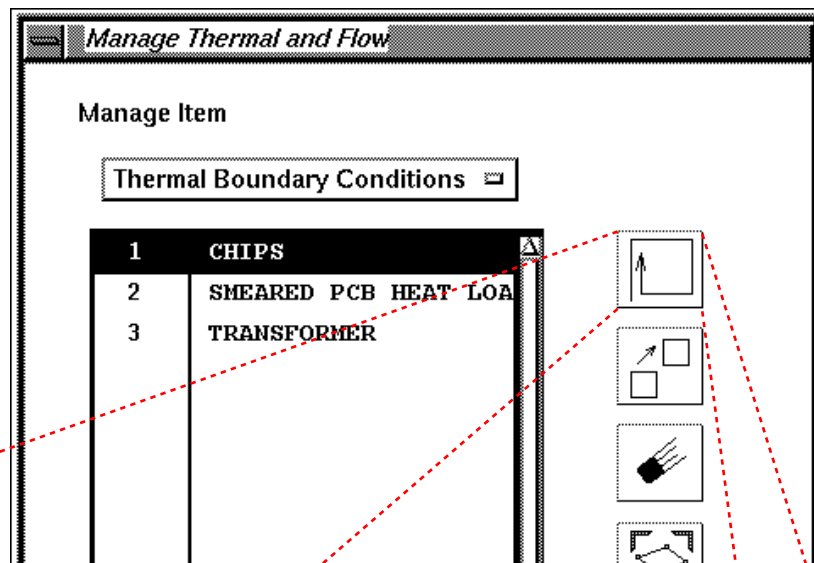 Manage Thermal and Flow
Manage Item
Thermal Boundary Conditions
1 CHIPS
2 SMEARED PCB HEAT LOA
3 TRANSFORMER